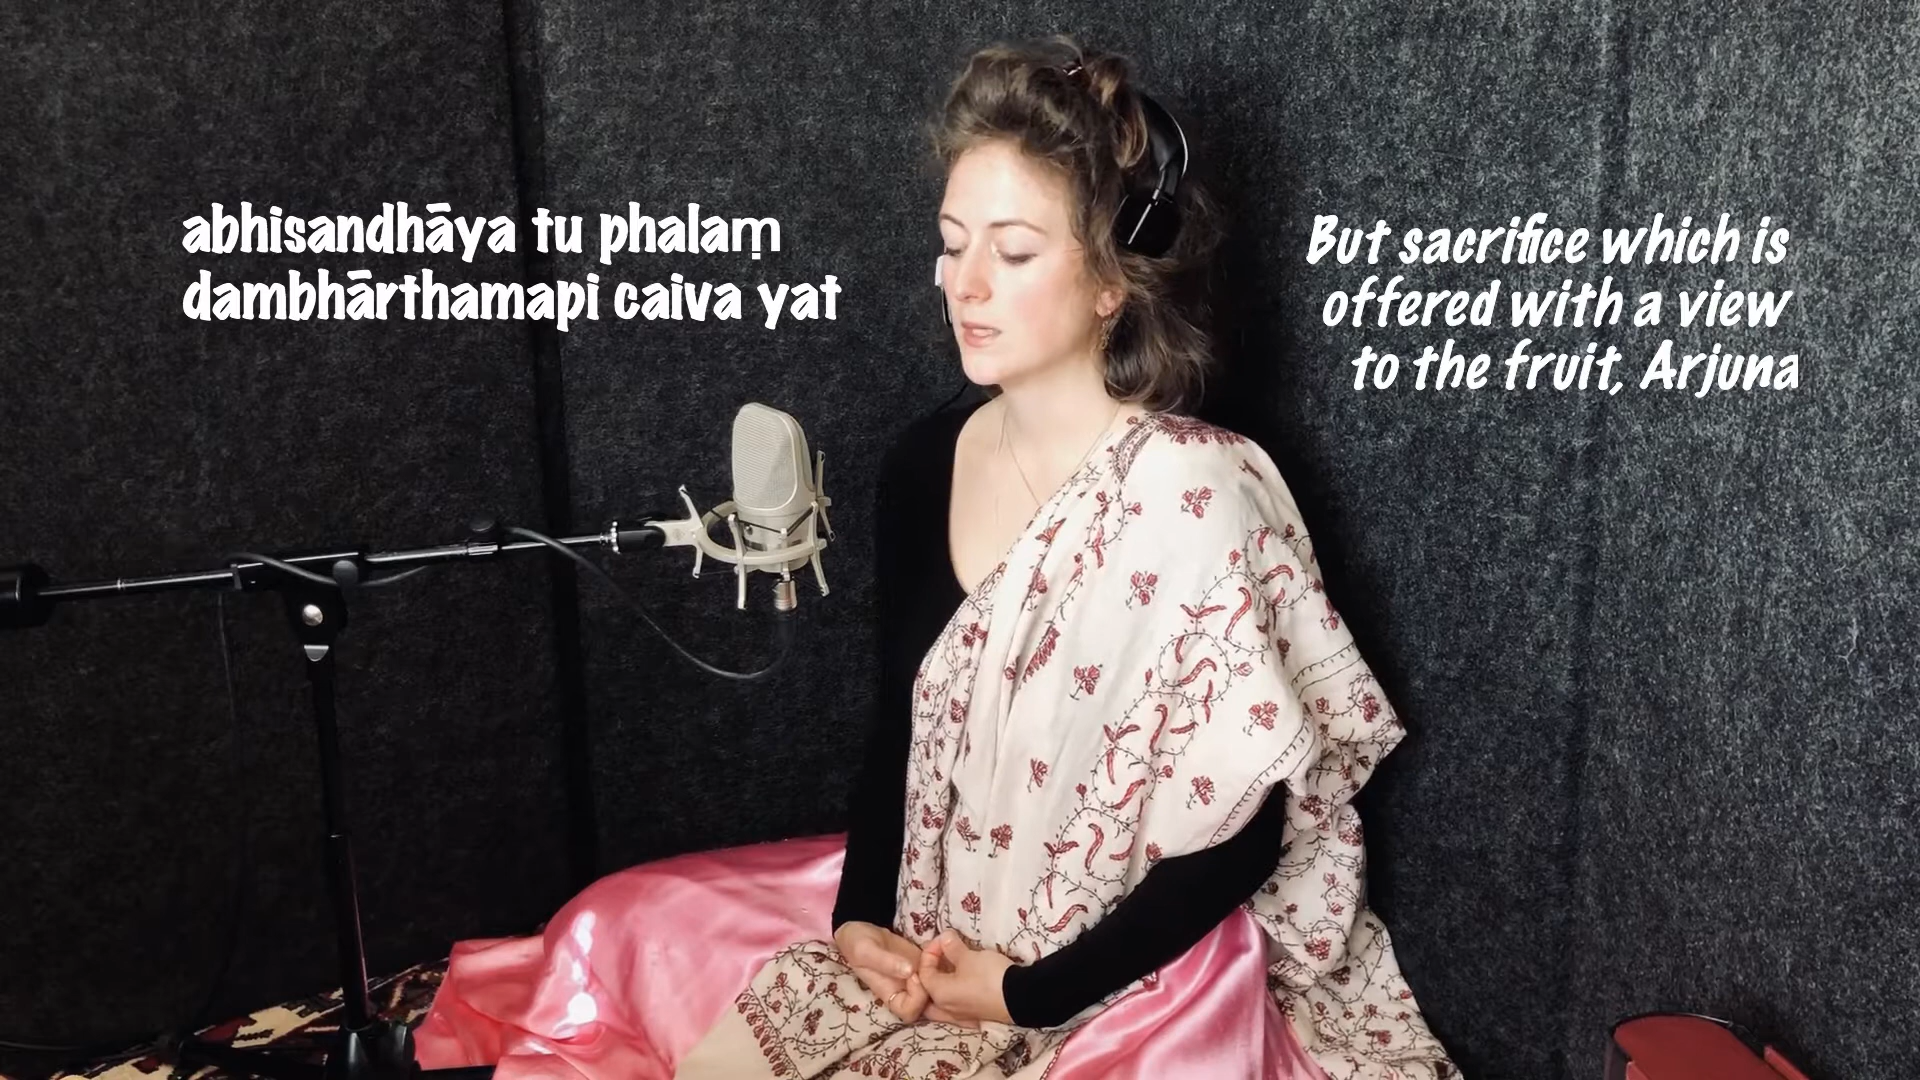 abhisandhāya tu phalaṃ
dambhārthamapi caiva yat
But sacrifice which is
offered with a view
to the fruit, Arjuna